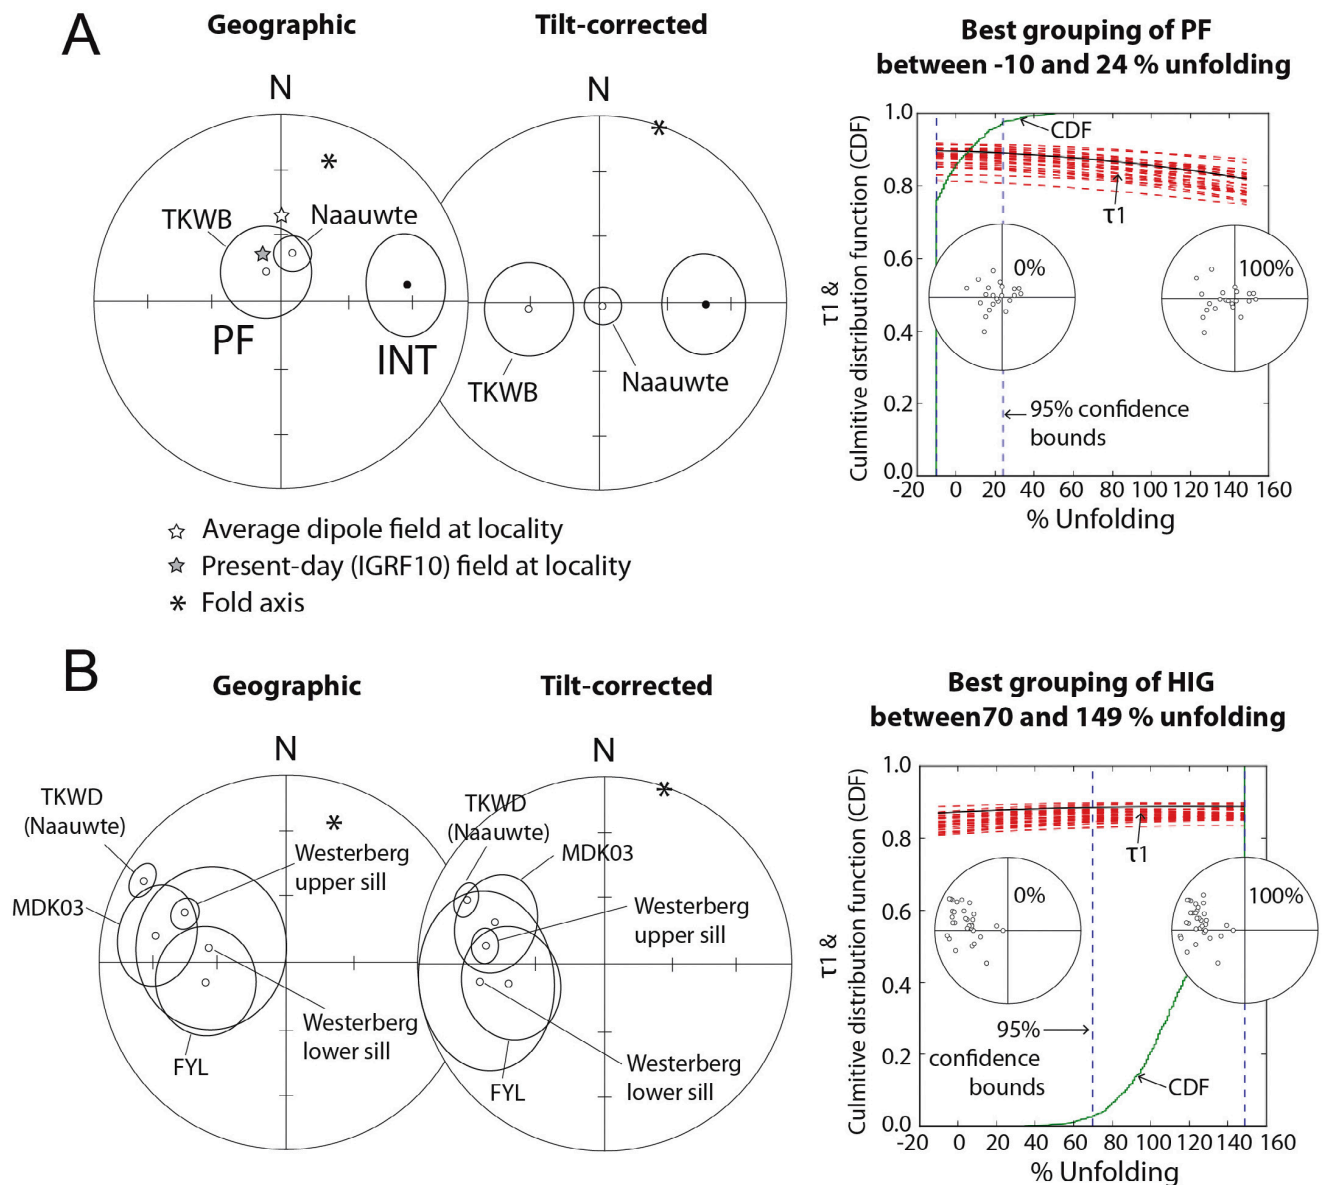 A
Geographic
Tilt-corrected
N
N
TKWB
Naauwte
PF
INT
TKWB
Naauwte
Average dipole field at locality
Present-day (IGRF10) field at locality
Fold axis
Best grouping of PF
between -10 and 24 % unfolding
Culmitive distribution function (CDF)
τ1 &
1.0
0.8
0.6
0.4
0.2
0.0
CDF
τ1
0%
100%
95% confidence
bounds
-20 0 20 40 60 80 100 120 140 160
% Unfolding
B
Geographic
Tilt-corrected
N
N
TKWD
(Naauwte)
MDK03
Westerberg
upper sill
Westerberg
lower sill
FYL
TKWD
(Naauwte)
MDK03
Westerberg
upper sill
Westerberg
lower sill
FYL
Best grouping of HIG
between70 and 149 % unfolding
Culmitive distribution function (CDF)
τ1 &
1.0
0.8
0.6
0.4
0.2
0.0
τ1
0%
100%
95%
confidence
bounds
CDF
-20 0 20 40 60 80 100 120 140 160
% Unfolding